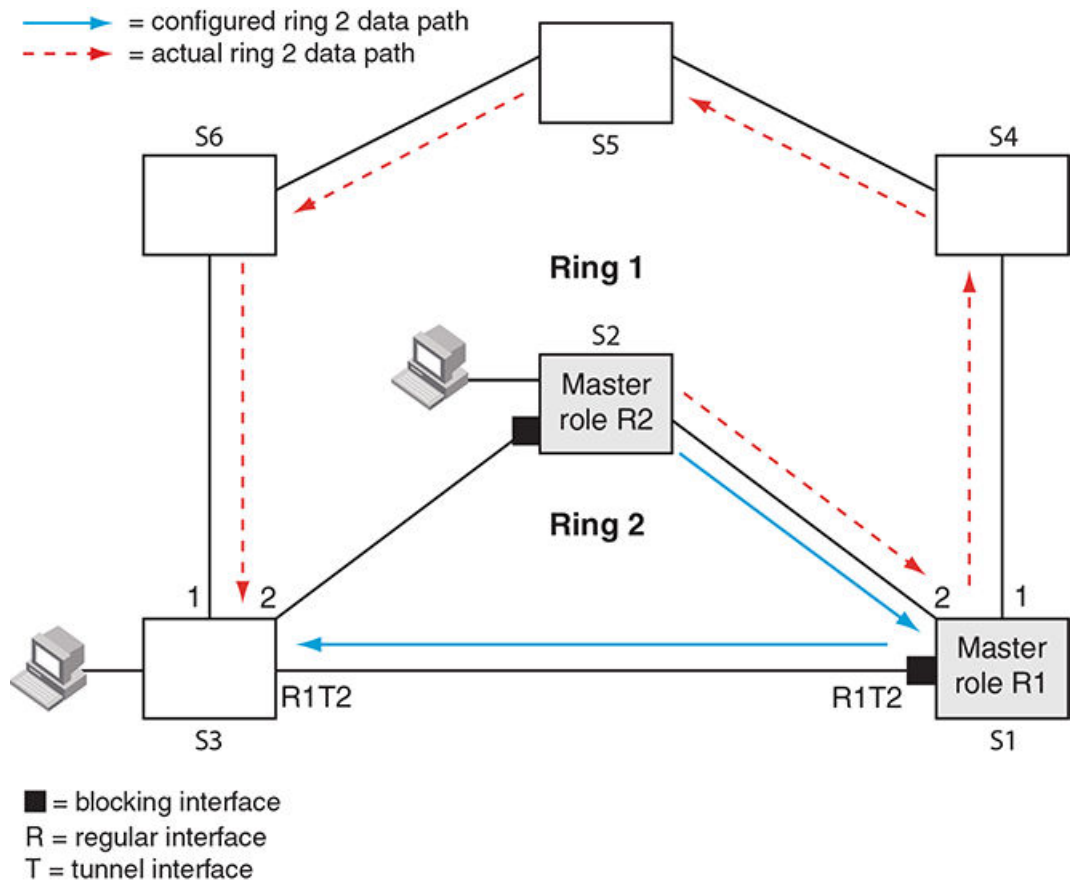 = configured ring 2 data path
= actual ring 2 data path
S6
S5
S4
Ring 1
S2
Master
role R2
Ring 2
1
2
2
1
Master
role R1
R1T2
R1T2
S3
S1
= blocking interface
R = regular interface
T = tunnel interface